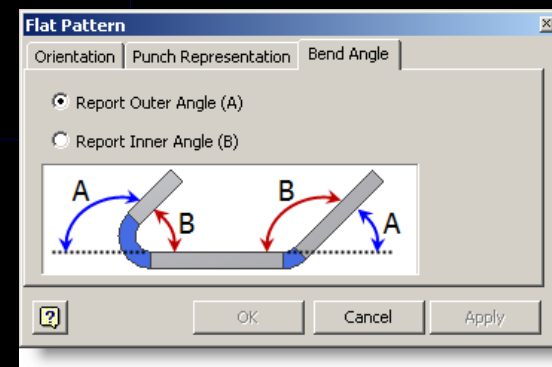 Flat Pattern
Orientation Punch Representation Bend Angle
Report Outer Angle (A)
Report Inner Angle (B)
A B B A
? OK Cancel Apply